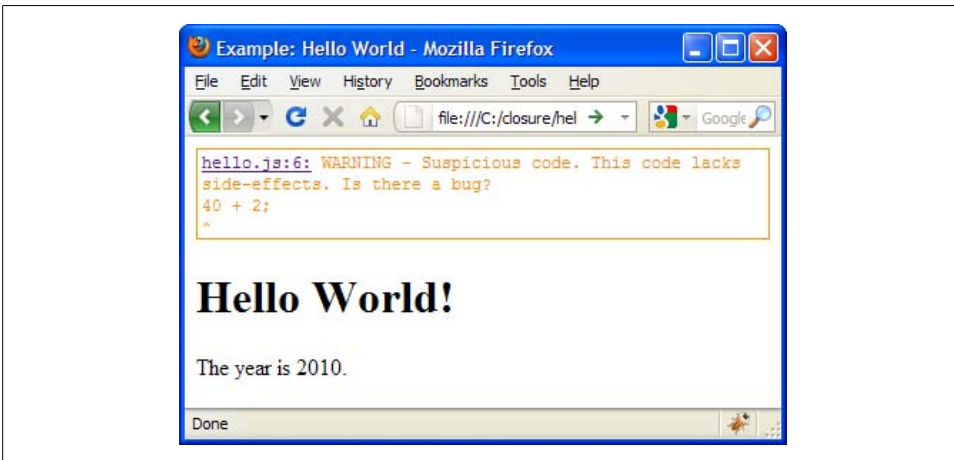 Example: Hello World - Mozilla Firefox
File Edit View History Bookmarks Tools Help
file:///C:/closure/hel Google
hello.js:6: WARNING - Suspicious code. This code lacks
side-effects. Is there a bug?
40 + 2;
^
Hello World!
The year is 2010.
Done